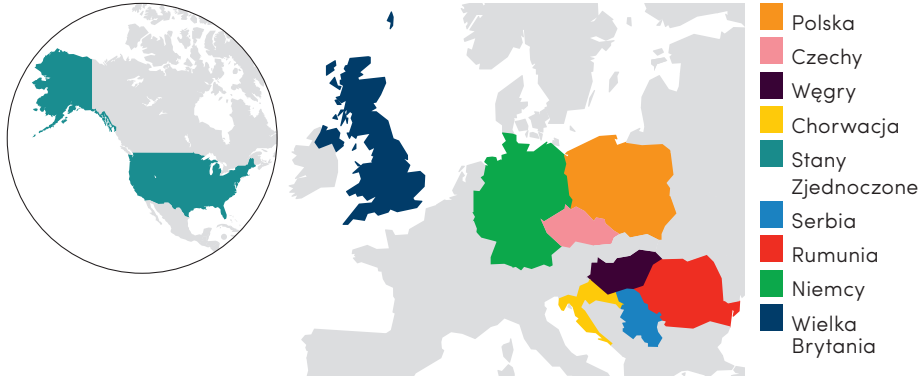 Polska
Czechy
Węgry
Chorwacja
Stany
Zjednoczone
Serbia
Rumunia
Niemcy
Wielka
Brytania